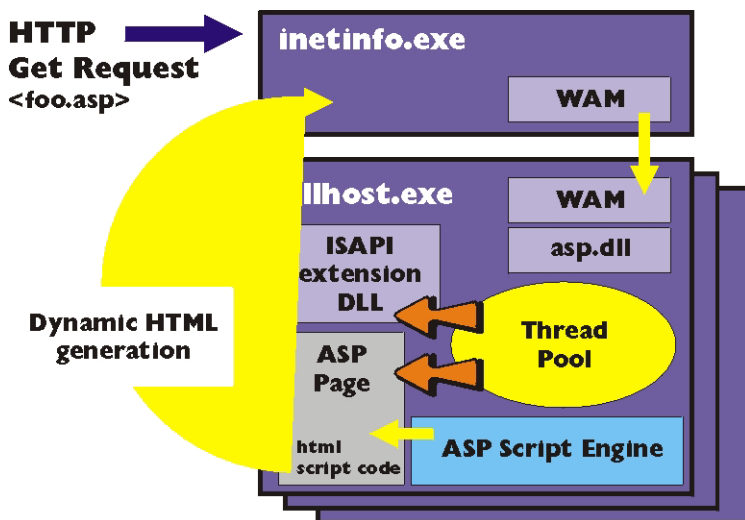 HTTP
Get Request
<foo.asp>
inetinfo.exe
WAM
llhost.exe
WAM
asp.dll
ISAPI
extension
DLL
Thread
Pool
Dynamic HTML
generation
ASP
Page
html
script code
ASP Script Engine